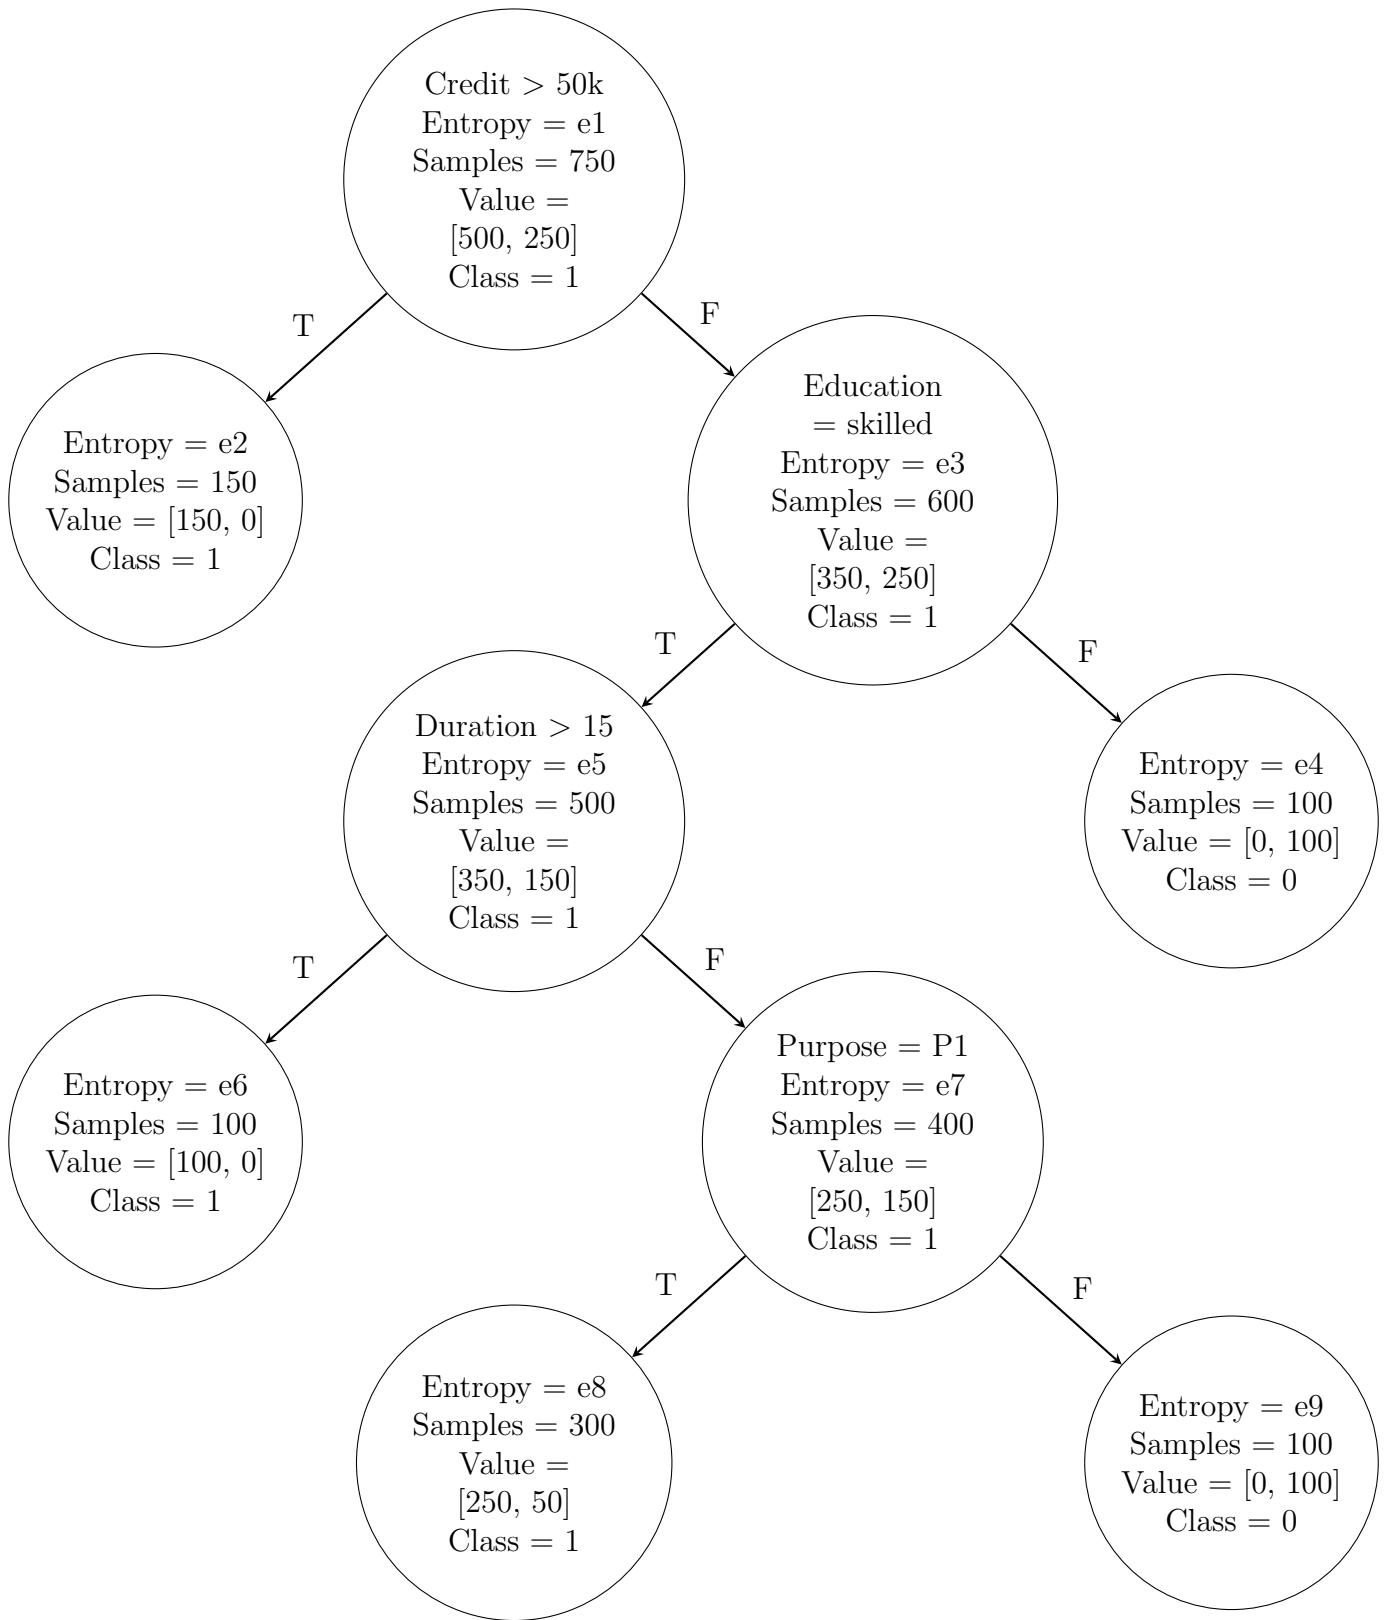 Credit > 50k
Entropy = e1
Samples = 750
Value =
[500, 250]
Class = 1
T
F
Entropy = e2
Samples = 150
Value = [150, 0]
Class = 1
Education
= skilled
Entropy = e3
Samples = 600
Value =
[350, 250]
Class = 1
T
F
Duration > 15
Entropy = e5
Samples = 500
Value =
[350, 150]
Class = 1
Entropy = e4
Samples = 100
Value = [0, 100]
Class = 0
T
F
Entropy = e6
Samples = 100
Value = [100, 0]
Class = 1
Purpose = P1
Entropy = e7
Samples = 400
Value =
[250, 150]
Class = 1
T
F
Entropy = e8
Samples = 300
Value =
[250, 50]
Class = 1
Entropy = e9
Samples = 100
Value = [0, 100]
Class = 0